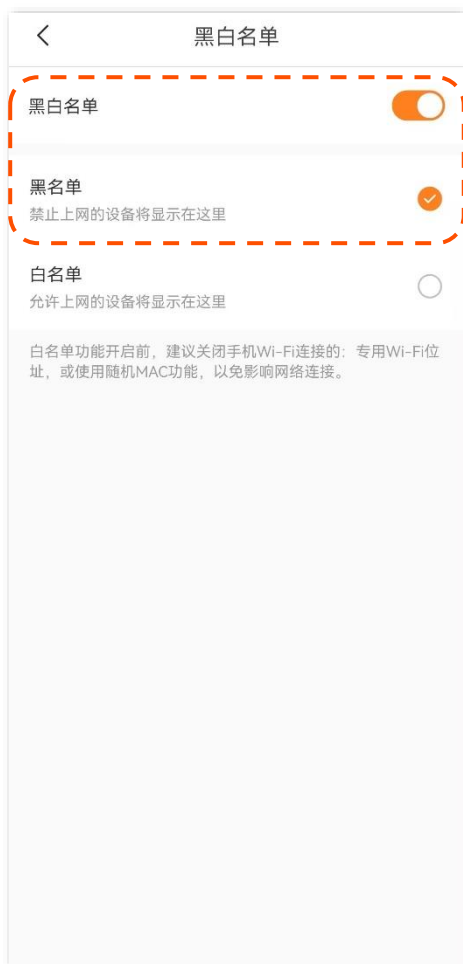 黑白名单
黑白名单
黑名单
禁止上网的设备将显示在这里
白名单
允许上网的设备将显示在这里
白名单功能开启前，建议关闭手机Wi-Fi连接的：专用Wi-Fi位
址，或使用随机MAC功能，以免影响网络连接。